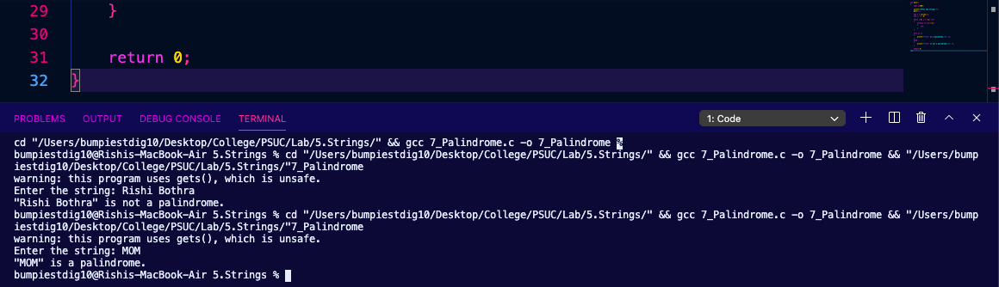 29 }
30
31 return 0;
32 }
PROBLEMS OUTPUT DEBUG CONSOLE TERMINAL 1: Code
cd "/Users/bumpiestdig10/Desktop/College/PSUC/Lab/5.Strings/" && gcc 7_Palindrome.c -o 7_Palindrome %
bumpiestdig10@Rishis-MacBook-Air 5.Strings % cd "/Users/bumpiestdig10/Desktop/College/PSUC/Lab/5.Strings/" && gcc 7_Palindrome.c -o 7_Palindrome && "/Users/bump
iestdig10/Desktop/College/PSUC/Lab/5.Strings/"7_Palindrome
warning: this program uses gets(), which is unsafe.
Enter the string: Rishi Bothra
"Rishi Bothra" is not a palindrome.
bumpiestdig10@Rishis-MacBook-Air 5.Strings % cd "/Users/bumpiestdig10/Desktop/College/PSUC/Lab/5.Strings/" && gcc 7_Palindrome.c -o 7_Palindrome && "/Users/bump
iestdig10/Desktop/College/PSUC/Lab/5.Strings/"7_Palindrome
warning: this program uses gets(), which is unsafe.
Enter the string: MOM
"MOM" is a palindrome.
bumpiestdig10@Rishis-MacBook-Air 5.Strings %